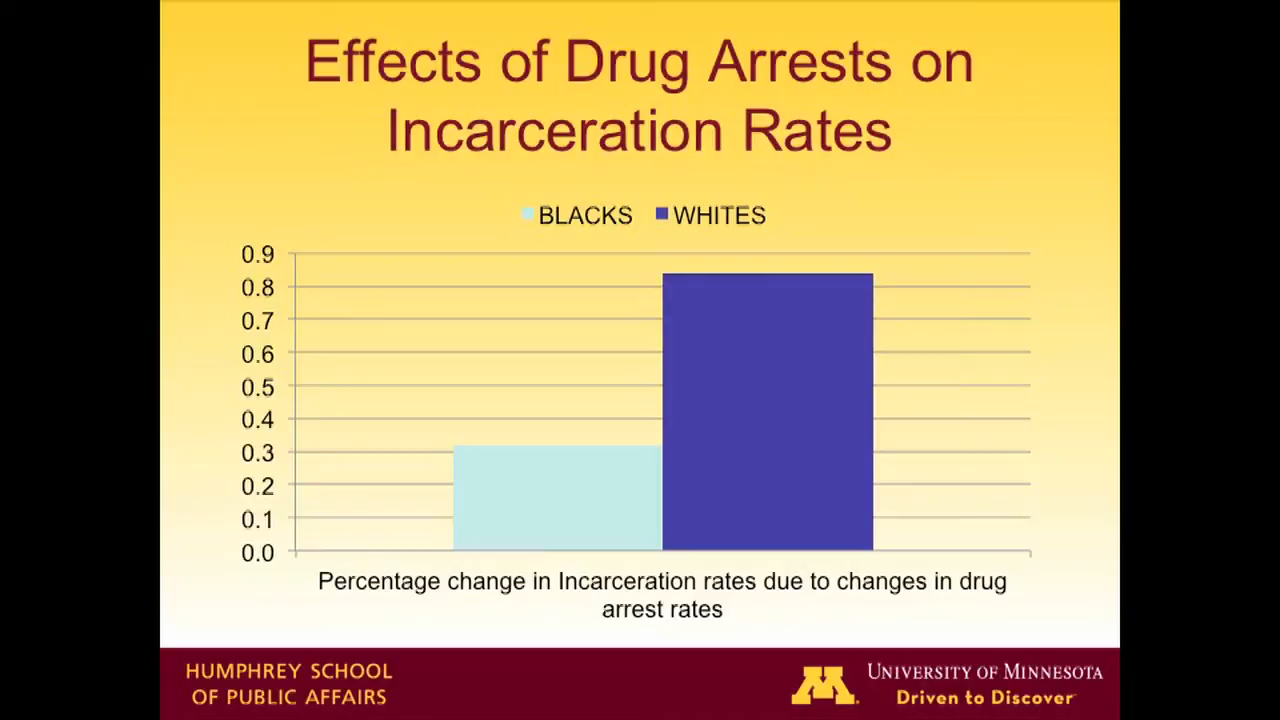 Effects of Drug Arrests on
Incarceration Rates
BLACKS WHITES
0.9
0.8
0.7
0.6
0.5
0.4
0.3
0.2
0.1
0.0
Percentage change in Incarceration rates due to changes in drug
arrest rates
HUMPHREY SCHOOL
OF PUBLIC AFFAIRS
M
UNIVERSITY OF MINNESOTA
Driven to Discover